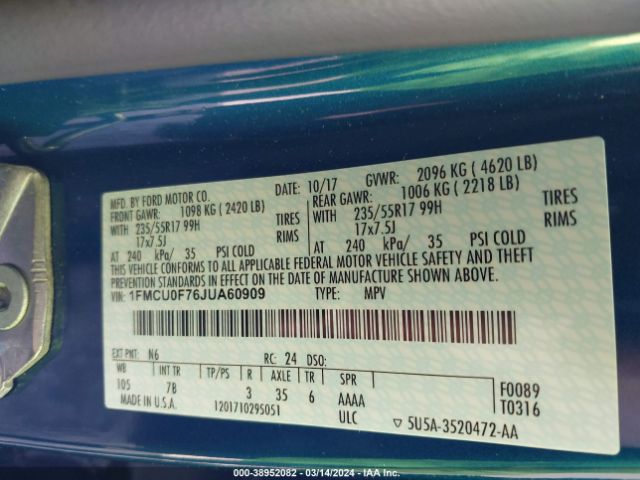 MFD. BY FORD MOTOR CO.
DATE: 10/17 GVWR: 2096 KG ( 4620 LB)
FRONT GAWR: 1098 KG ( 2420 LB)
REAR GAWR: 1006 KG ( 2218 LB)
WITH 235/55R17 99H TIRES WITH 235/55R17 99H TIRES
17x7.5J RIMS 17x7.5J RIMS
AT 240 kPa/ 35 PSI COLD AT 240 kPa/ 35 PSI COLD
THIS VEHICLE CONFORMS TO ALL APPLICABLE FEDERAL MOTOR VEHICLE SAFETY AND THEFT
PREVENTION STANDARDS IN EFFECT ON THE DATE OF MANUFACTURE SHOWN ABOVE.
VIN: 1FMCU0F76JUA60909 TYPE: MPV
EXT PNT: N6 RC: 24 DSO:
WB INT TR TP/PS R AXLE TR SPR
105 7B 3 35 6 AAAA F0089
MADE IN U.S.A. 1201710295051 ULC T0316
5U5A-3520472-AA
000-38952082 - 03/14/2024 - IAA Inc.